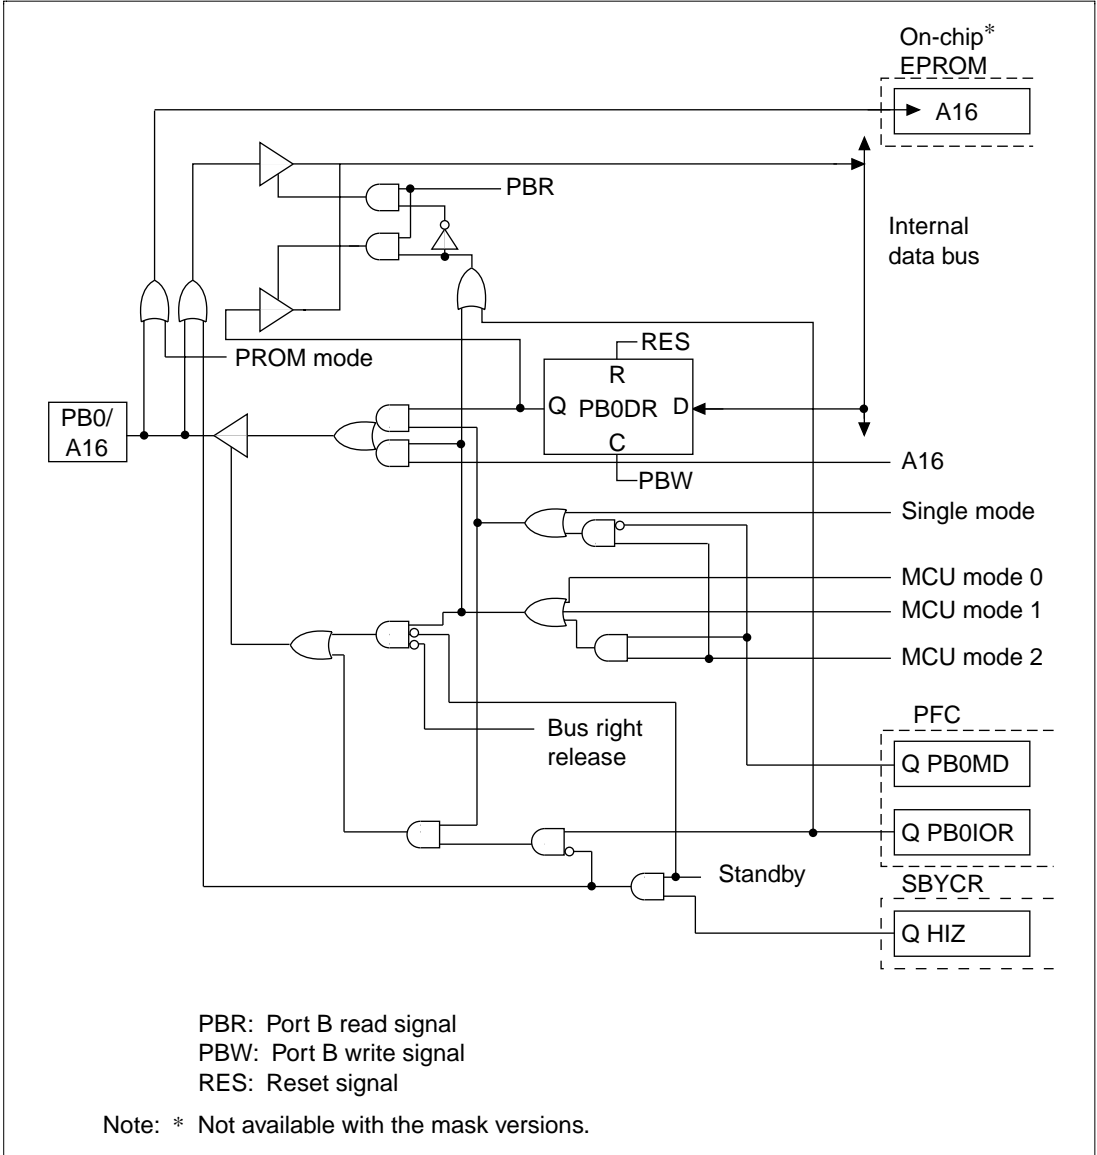 On-chip*
EPROM
A16
PBR
Internal
data bus
RES
PROM mode
R
Q PB0DR D
C
PB0/
A16
A16
PBW
Single mode
MCU mode 0
MCU mode 1
MCU mode 2
PFC
Bus right
release
Q PB0MD
Q PB0IOR
Standby
SBYCR
Q HIZ
PBR: Port B read signal
PBW: Port B write signal
RES: Reset signal
Note: * Not available with the mask versions.